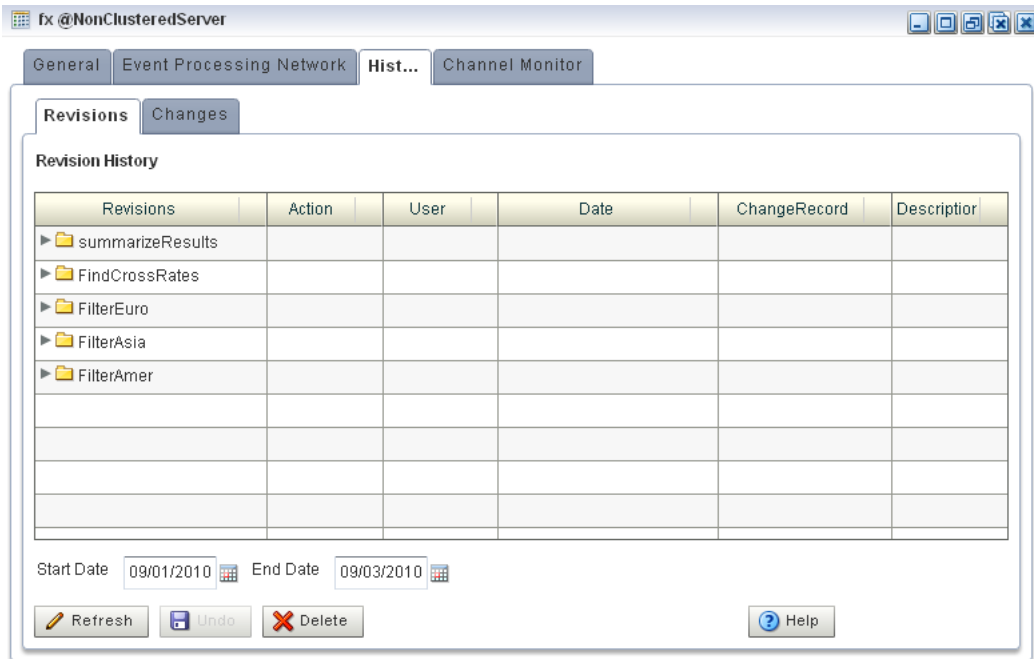 fx @NonClusteredServer
General Event Processing Network Hist... Channel Monitor
Revisions Changes
Revision History
Revisions Action User Date ChangeRecord Descriptior
summarizeResults
FindCrossRates
FilterEuro
FilterAsia
FilterAmer
Start Date 09/01/2010 End Date 09/03/2010
Refresh Undo Delete Help